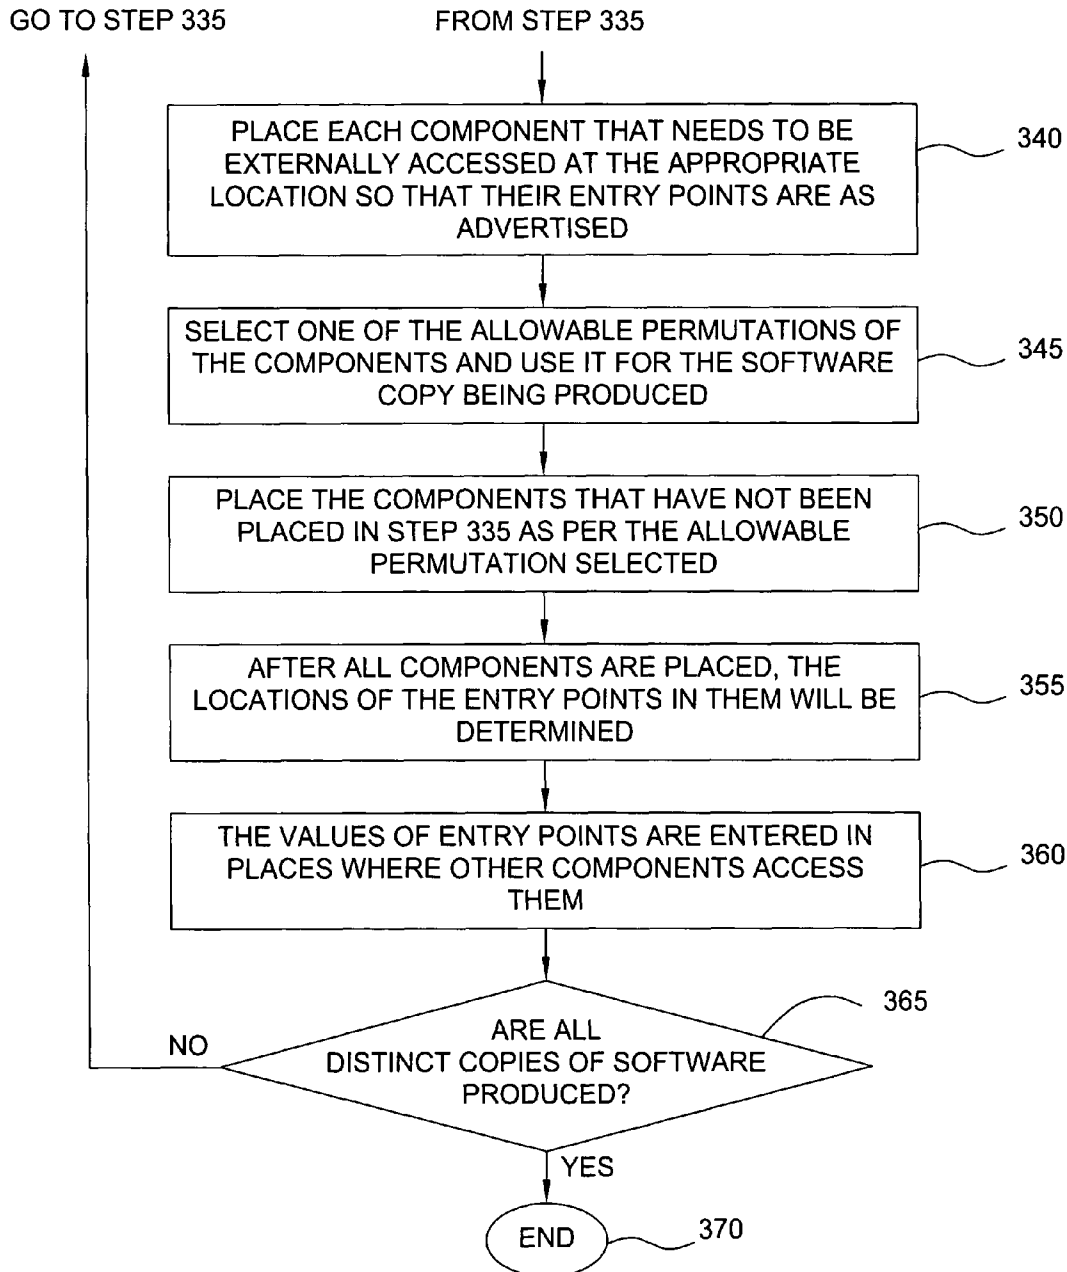 GO TO STEP 335
FROM STEP 335
PLACE EACH COMPONENT THAT NEEDS TO BE
EXTERNALLY ACCESSED AT THE APPROPRIATE
LOCATION SO THAT THEIR ENTRY POINTS ARE AS
ADVERTISED
340
SELECT ONE OF THE ALLOWABLE PERMUTATIONS OF
THE COMPONENTS AND USE IT FOR THE SOFTWARE
COPY BEING PRODUCED
345
PLACE THE COMPONENTS THAT HAVE NOT BEEN
PLACED IN STEP 335 AS PER THE ALLOWABLE
PERMUTATION SELECTED
350
AFTER ALL COMPONENTS ARE PLACED, THE
LOCATIONS OF THE ENTRY POINTS IN THEM WILL BE
DETERMINED
355
THE VALUES OF ENTRY POINTS ARE ENTERED IN
PLACES WHERE OTHER COMPONENTS ACCESS
THEM
360
ARE ALL
DISTINCT COPIES OF SOFTWARE
PRODUCED?
365
NO
YES
END
370